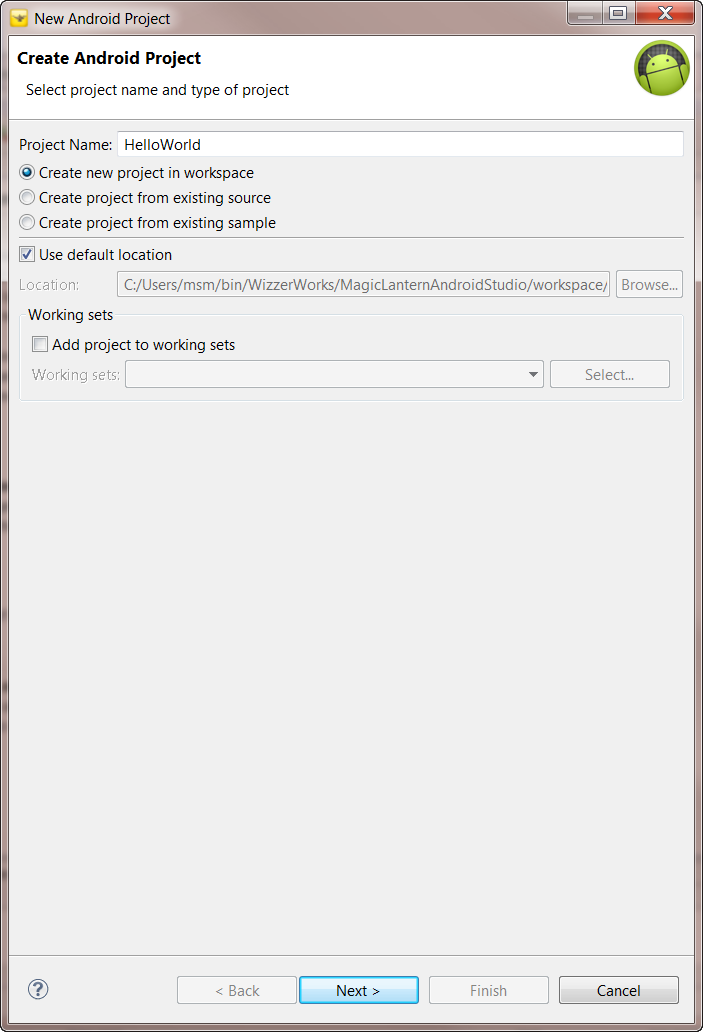 New Android Project
Create Android Project
Select project name and type of project
Project Name: HelloWorld
Create new project in workspace
Create project from existing source
Create project from existing sample
Use default location
Location: C:/Users/msm/bin/WizzerWorks/MagicLanternAndroidStudio/workspace/ Browse...
Working sets
Add project to working sets
Working sets: Select...
? < Back Next > Finish Cancel